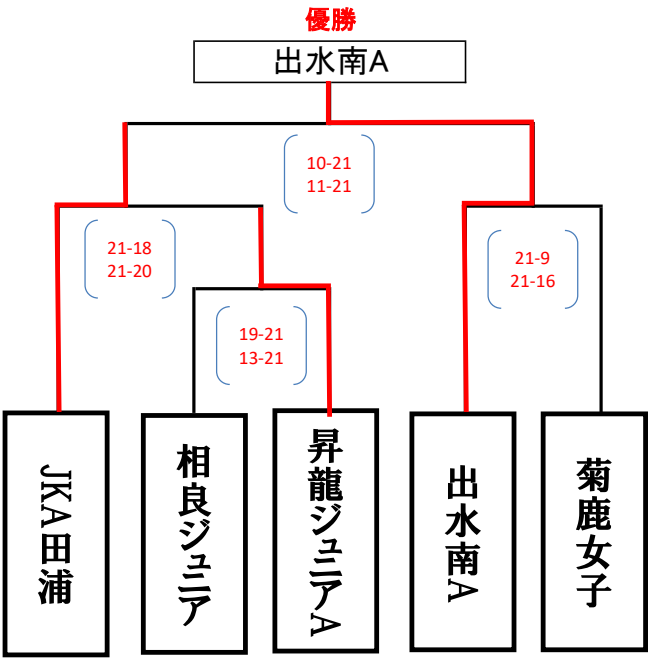 優勝
出水南A
10-21
11-21
21-18
21-20
21-9
21-16
19-21
13-21
JKA田浦
相良ジュニア
昇龍ジュニアA
出水南A
菊鹿女子